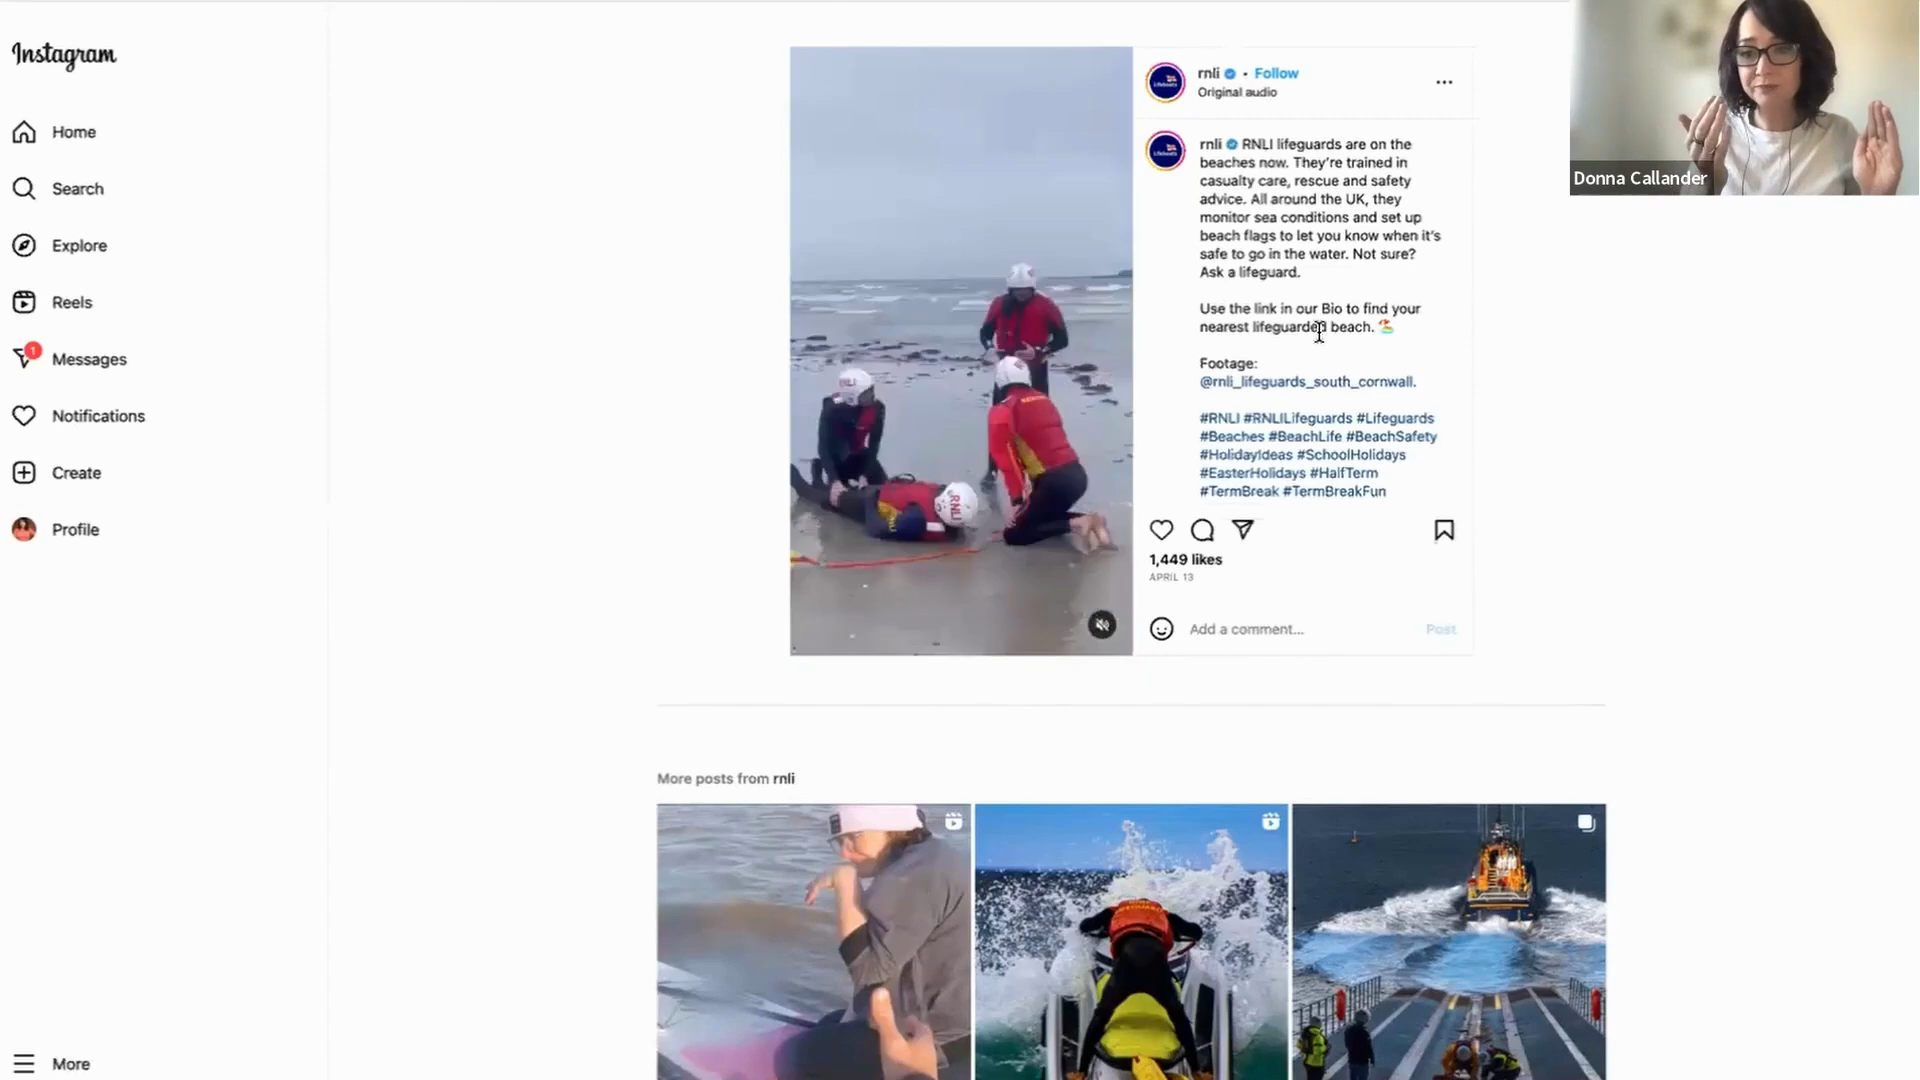 Instagram
Home
Search
Explore
Reels
1
Messages
Notifications
Create
Profile
More
rnli • Follow
Original audio
rnli RNLI lifeguards are on the
beaches now. They're trained in
casualty care, rescue and safety
advice. All around the UK, they
monitor sea conditions and set up
beach flags to let you know when it's
safe to go in the water. Not sure?
Ask a lifeguard.
Use the link in our Bio to find your
nearest lifeguarded beach.
Footage:
@rnli_lifeguards_south_cornwall.
#RNLI #RNLILifeguards #Lifeguards
#Beaches #BeachLife #BeachSafety
#HolidayIdeas #SchoolHolidays
#EasterHolidays #HalfTerm
#TermBreak #TermBreakFun
1,449 likes
APRIL 13
Add a comment... Post
Donna Callander
RNLI
RNLI
More posts from rnli